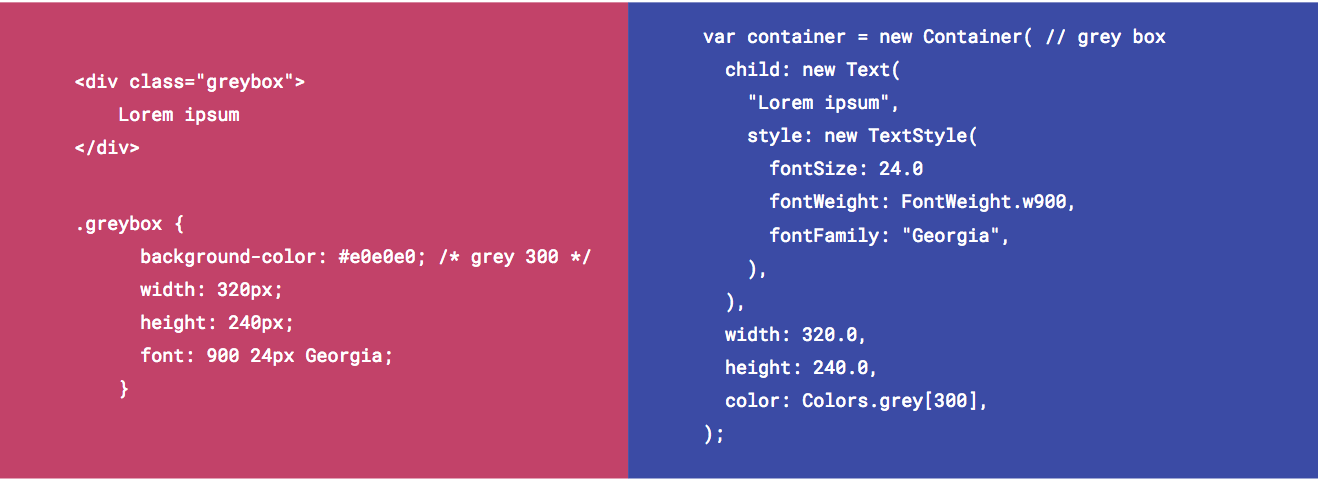 <div class="greybox">
    Lorem ipsum
</div>

.greybox {
      background-color: #e0e0e0; /* grey 300 */
      width: 320px;
      height: 240px;
      font: 900 24px Georgia;
    }

var container = new Container( // grey box
  child: new Text(
    "Lorem ipsum",
    style: new TextStyle(
      fontSize: 24.0
      fontWeight: FontWeight.w900,
      fontFamily: "Georgia",
    ),
  ),
  width: 320.0,
  height: 240.0,
  color: Colors.grey[300],
);